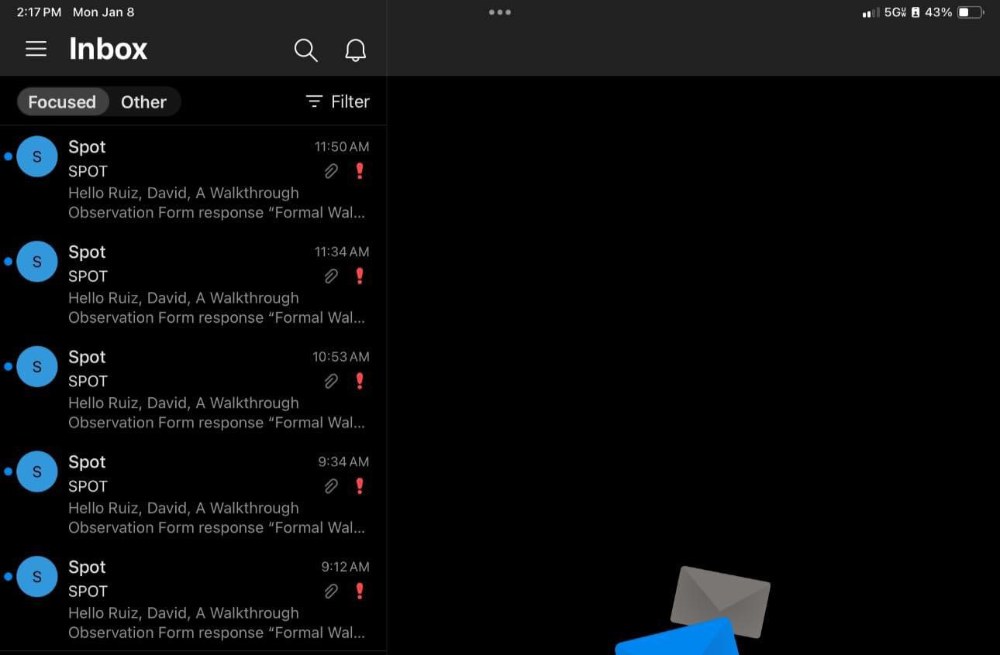 2:17 PM Mon Jan 8
5G 43%
Inbox
Focused Other Filter
S
Spot 11:50 AM
SPOT
Hello Ruiz, David, A Walkthrough
Observation Form response “Formal Wal...
S
Spot 11:34 AM
SPOT
Hello Ruiz, David, A Walkthrough
Observation Form response “Formal Wal...
S
Spot 10:53 AM
SPOT
Hello Ruiz, David, A Walkthrough
Observation Form response “Formal Wal...
S
Spot 9:34 AM
SPOT
Hello Ruiz, David, A Walkthrough
Observation Form response “Formal Wal...
S
Spot 9:12 AM
SPOT
Hello Ruiz, David, A Walkthrough
Observation Form response “Formal Wal...